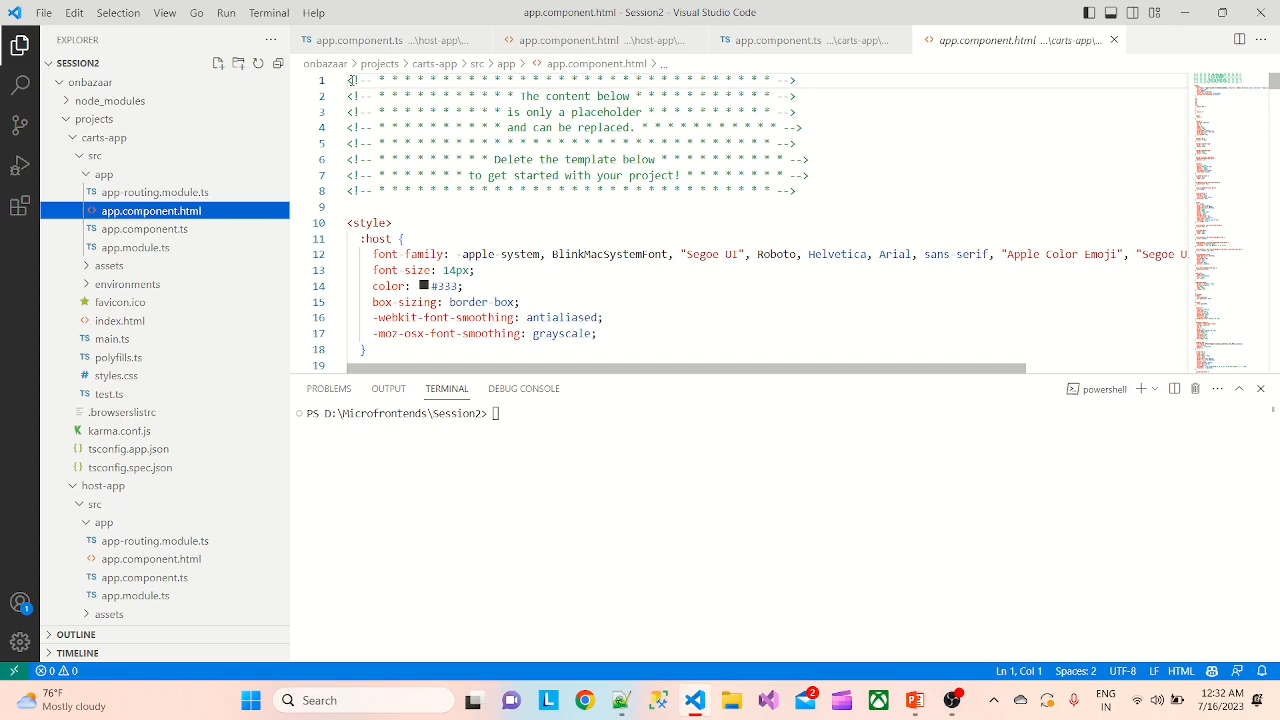 File Edit Selection View Go Run Terminal Help
app.component.html - Session2 - Visual Studio Code
EXPLORER
SESSION2
onbazaar
node_modules
projects
carts-app
src
app
app-routing.module.ts
app.component.html
app.component.ts
app.module.ts
assets
environments
favicon.ico
index.html
main.ts
polyfills.ts
styles.css
test.ts
.browserslistrc
karma.conf.js
tsconfig.app.json
tsconfig.spec.json
host-app
src
app
app-routing.module.ts
app.component.html
app.component.ts
app.module.ts
assets
OUTLINE
TIMELINE
app.component.ts ...\host-app\...
app.component.html ...\host-app\...
app.component.ts ...\carts-app\...
app.component.html ...\carts-app\...
onbazaar > projects > carts-app > src > app > app.component.html > ...
1 <!-- * * * * * * * * * * * * * * * * * * * * * * * * * * * * * * * -->
2 <!-- * * * * * * * * * * * content below * * * * * * * * * * * -->
3 <!-- * * * * * * * * * * s only a placeholder * * * * * * * * * * -->
4 <!-- * * * * * * * * * * and can be replaced. * * * * * * * * * * -->
5 <!-- * * * * * * * * * * * * * * * * * * * * * * * * * * * * * * * -->
6 <!-- * * * * * * * * * * ete the template below * * * * * * * * * * -->
7 <!-- * * * * * * * to get started with your project! * * * * * * * * -->
8 <!-- * * * * * * * * * * * * * * * * * * * * * * * * * * * * * * * -->
9
10 <style>
11 :host {
12 font-family: -apple BlinkMacSystemFont, "Segoe UI", Roboto, Helvetica, Arial, sans-serif, "Apple Color Emoji", "Segoe U
13 font-size: 14px;
14 color: #333;
15 box-sizing: border-bo
16 -webkit-font-smoothing: antialiased;
17 -moz-osx-font-smoothing: grayscale;
18 }
19
PROBLEMS OUTPUT TERMINAL CONSOLE
powershell
PS D:\Microfrontends\Session2>
0 0
Ln 1, Col 1 Spaces: 2 UTF-8 LF HTML
76°F
Mostly cloudy
Search
2
ENG
IN
12:32 AM
7/16/2023